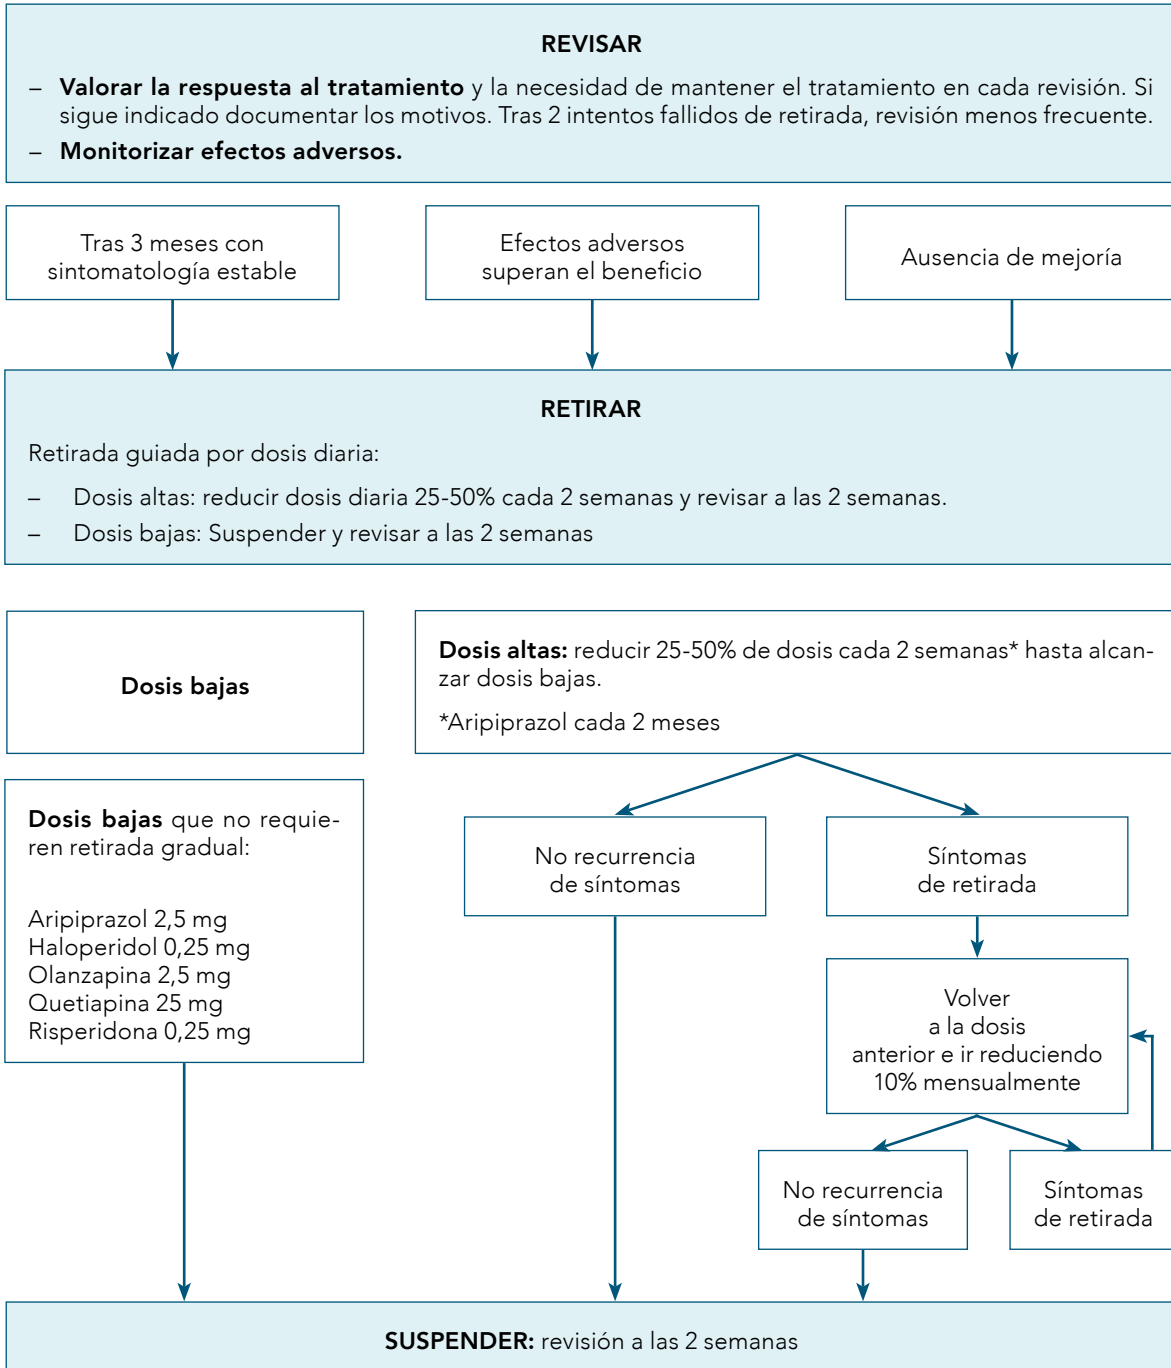 REVISAR
– Valorar la respuesta al tratamiento y la necesidad de mantener el tratamiento en cada revisión. Si
sigue indicado documentar los motivos. Tras 2 intentos fallidos de retirada, revisión menos frecuente.
– Monitorizar efectos adversos.
Tras 3 meses con
sintomatología estable
Efectos adversos
superan el beneficio
Ausencia de mejoría
RETIRAR
Retirada guiada por dosis diaria:
– Dosis altas: reducir dosis diaria 25-50% cada 2 semanas y revisar a las 2 semanas.
– Dosis bajas: Suspender y revisar a las 2 semanas
Dosis bajas
Dosis altas: reducir 25-50% de dosis cada 2 semanas* hasta alcan-
zar dosis bajas.
*Aripiprazol cada 2 meses
Dosis bajas que no requie-
ren retirada gradual:
Aripiprazol 2,5 mg
Haloperidol 0,25 mg
Olanzapina 2,5 mg
Quetiapina 25 mg
Risperidona 0,25 mg
No recurrencia
de síntomas
Síntomas
de retirada
Volver
a la dosis
anterior e ir reduciendo
10% mensualmente
No recurrencia
de síntomas
Síntomas
de retirada
SUSPENDER: revisión a las 2 semanas